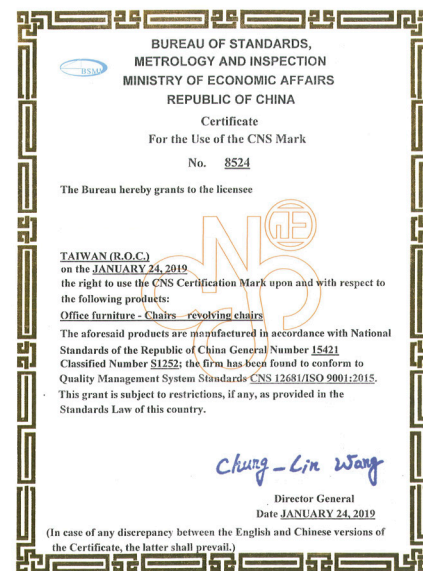 BUREAU OF STANDARDS,
METROLOGY AND INSPECTION
MINISTRY OF ECONOMIC AFFAIRS
REPUBLIC OF CHINA
BSMI
Certificate
For the Use of the CNS Mark
No. 8524
The Bureau hereby grants to the licensee
TAIWAN (R.O.C.)
on the JANUARY 24, 2019
the right to use the CNS Certification Mark upon and with respect to
the following products:
Office furniture - Chairs revolving chairs
The aforesaid products are manufactured in accordance with National
Standards of the Republic of China General Number 15421
Classified Number S1252; the firm has been found to conform to
Quality Management System Standards CNS 12681/ISO 9001:2015.
This grant is subject to restrictions, if any, as provided in the
Standards Law of this country.
Chung-Lin Wang
Director General
Date JANUARY 24, 2019
(In case of any discrepancy between the English and Chinese versions of
the Certificate, the latter shall prevail.)